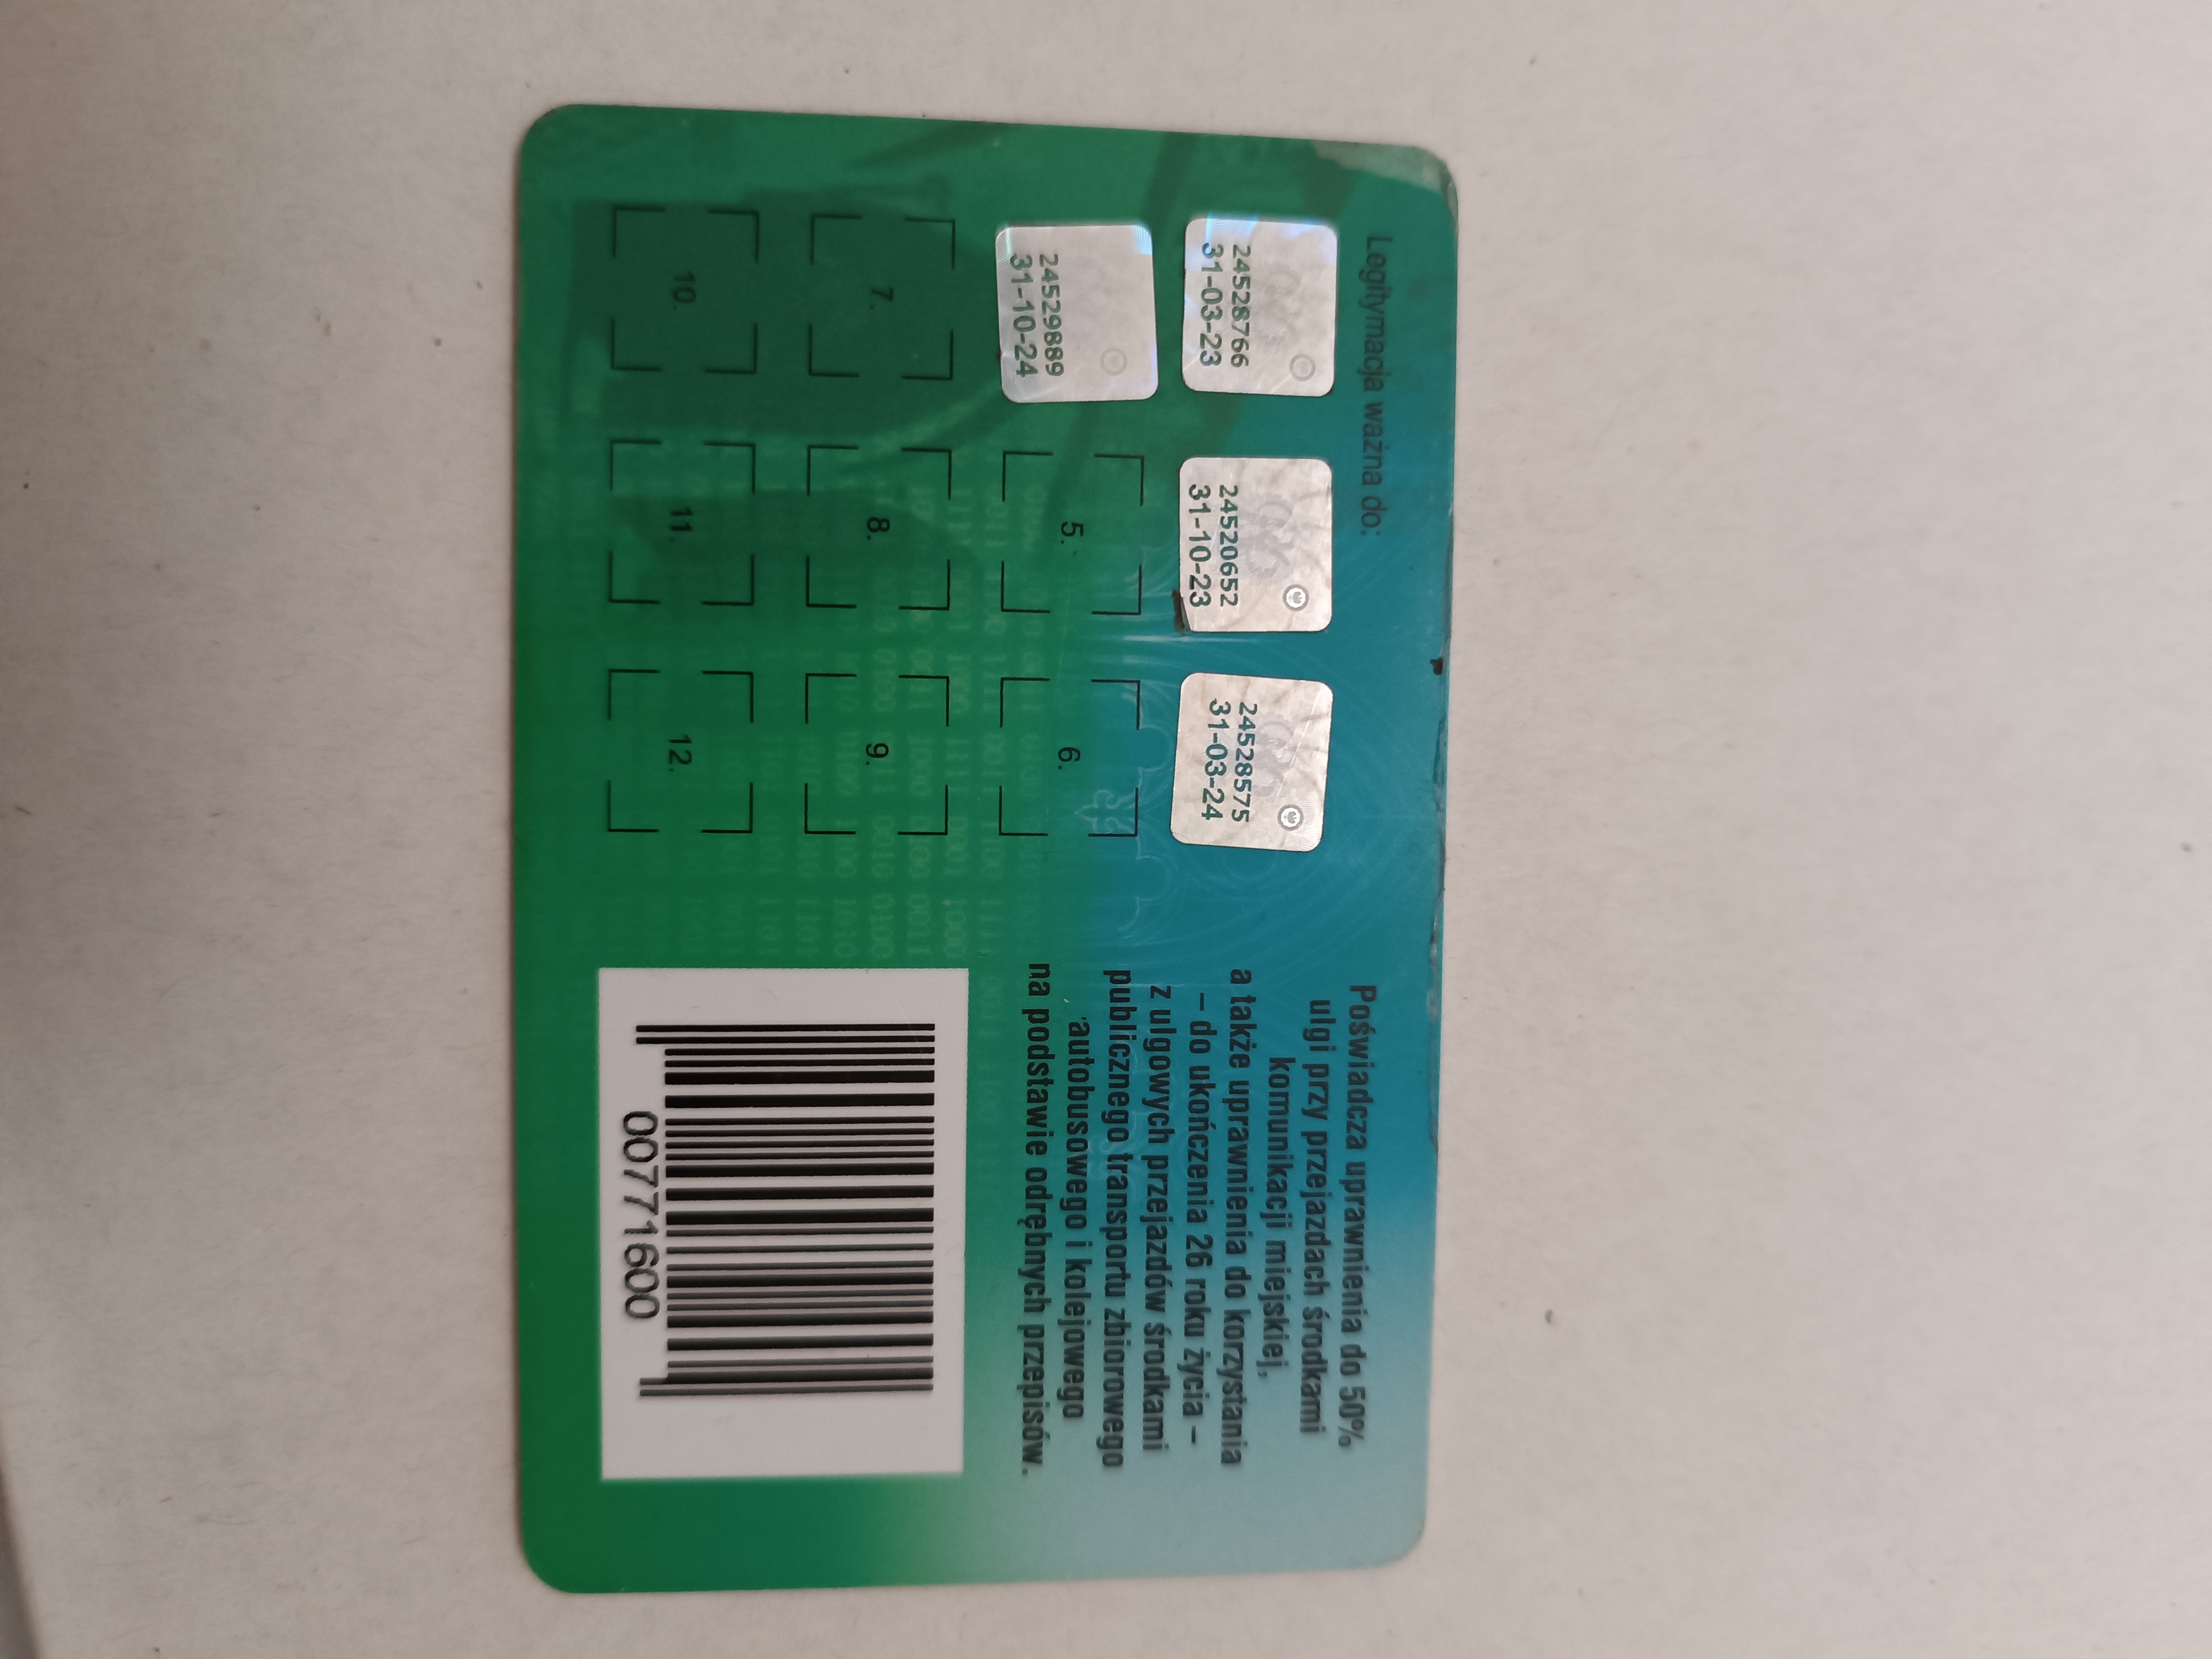 Legitymacja ważna do:
24528766
31-03-23
24520652
31-10-23
24528575
31-03-24
24529889
31-10-24
5.
6.
7.
8.
9.
10.
11.
12.
Poświadcza uprawnienia do 50%
ulgi przy przejazdach środkami
komunikacji miejskiej,
a także uprawnienia do korzystania
– do ukończenia 26 roku życia –
z ulgowych przejazdów środkami
publicznego transportu zbiorowego
autobusowego i kolejowego
na podstawie odrębnych przepisów.
007771600